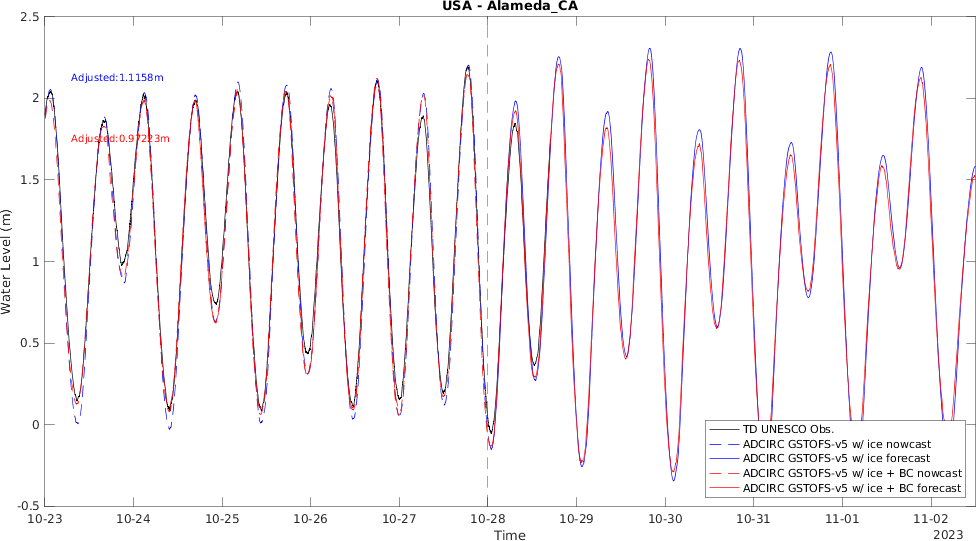 USA - Alameda_CA
2.5
2
1.5
1
0.5
0
-0.5
Water Level (m)
Adjusted:1.1158m
Adjusted:0.97223m
TD UNESCO Obs.
ADCIRC GSTOFS-v5 w/ ice nowcast
ADCIRC GSTOFS-v5 w/ ice forecast
ADCIRC GSTOFS-v5 w/ ice + BC nowcast
ADCIRC GSTOFS-v5 w/ ice + BC forecast
10-23 10-24 10-25 10-26 10-27 10-28 10-29 10-30 10-31 11-01 11-02
Time
2023